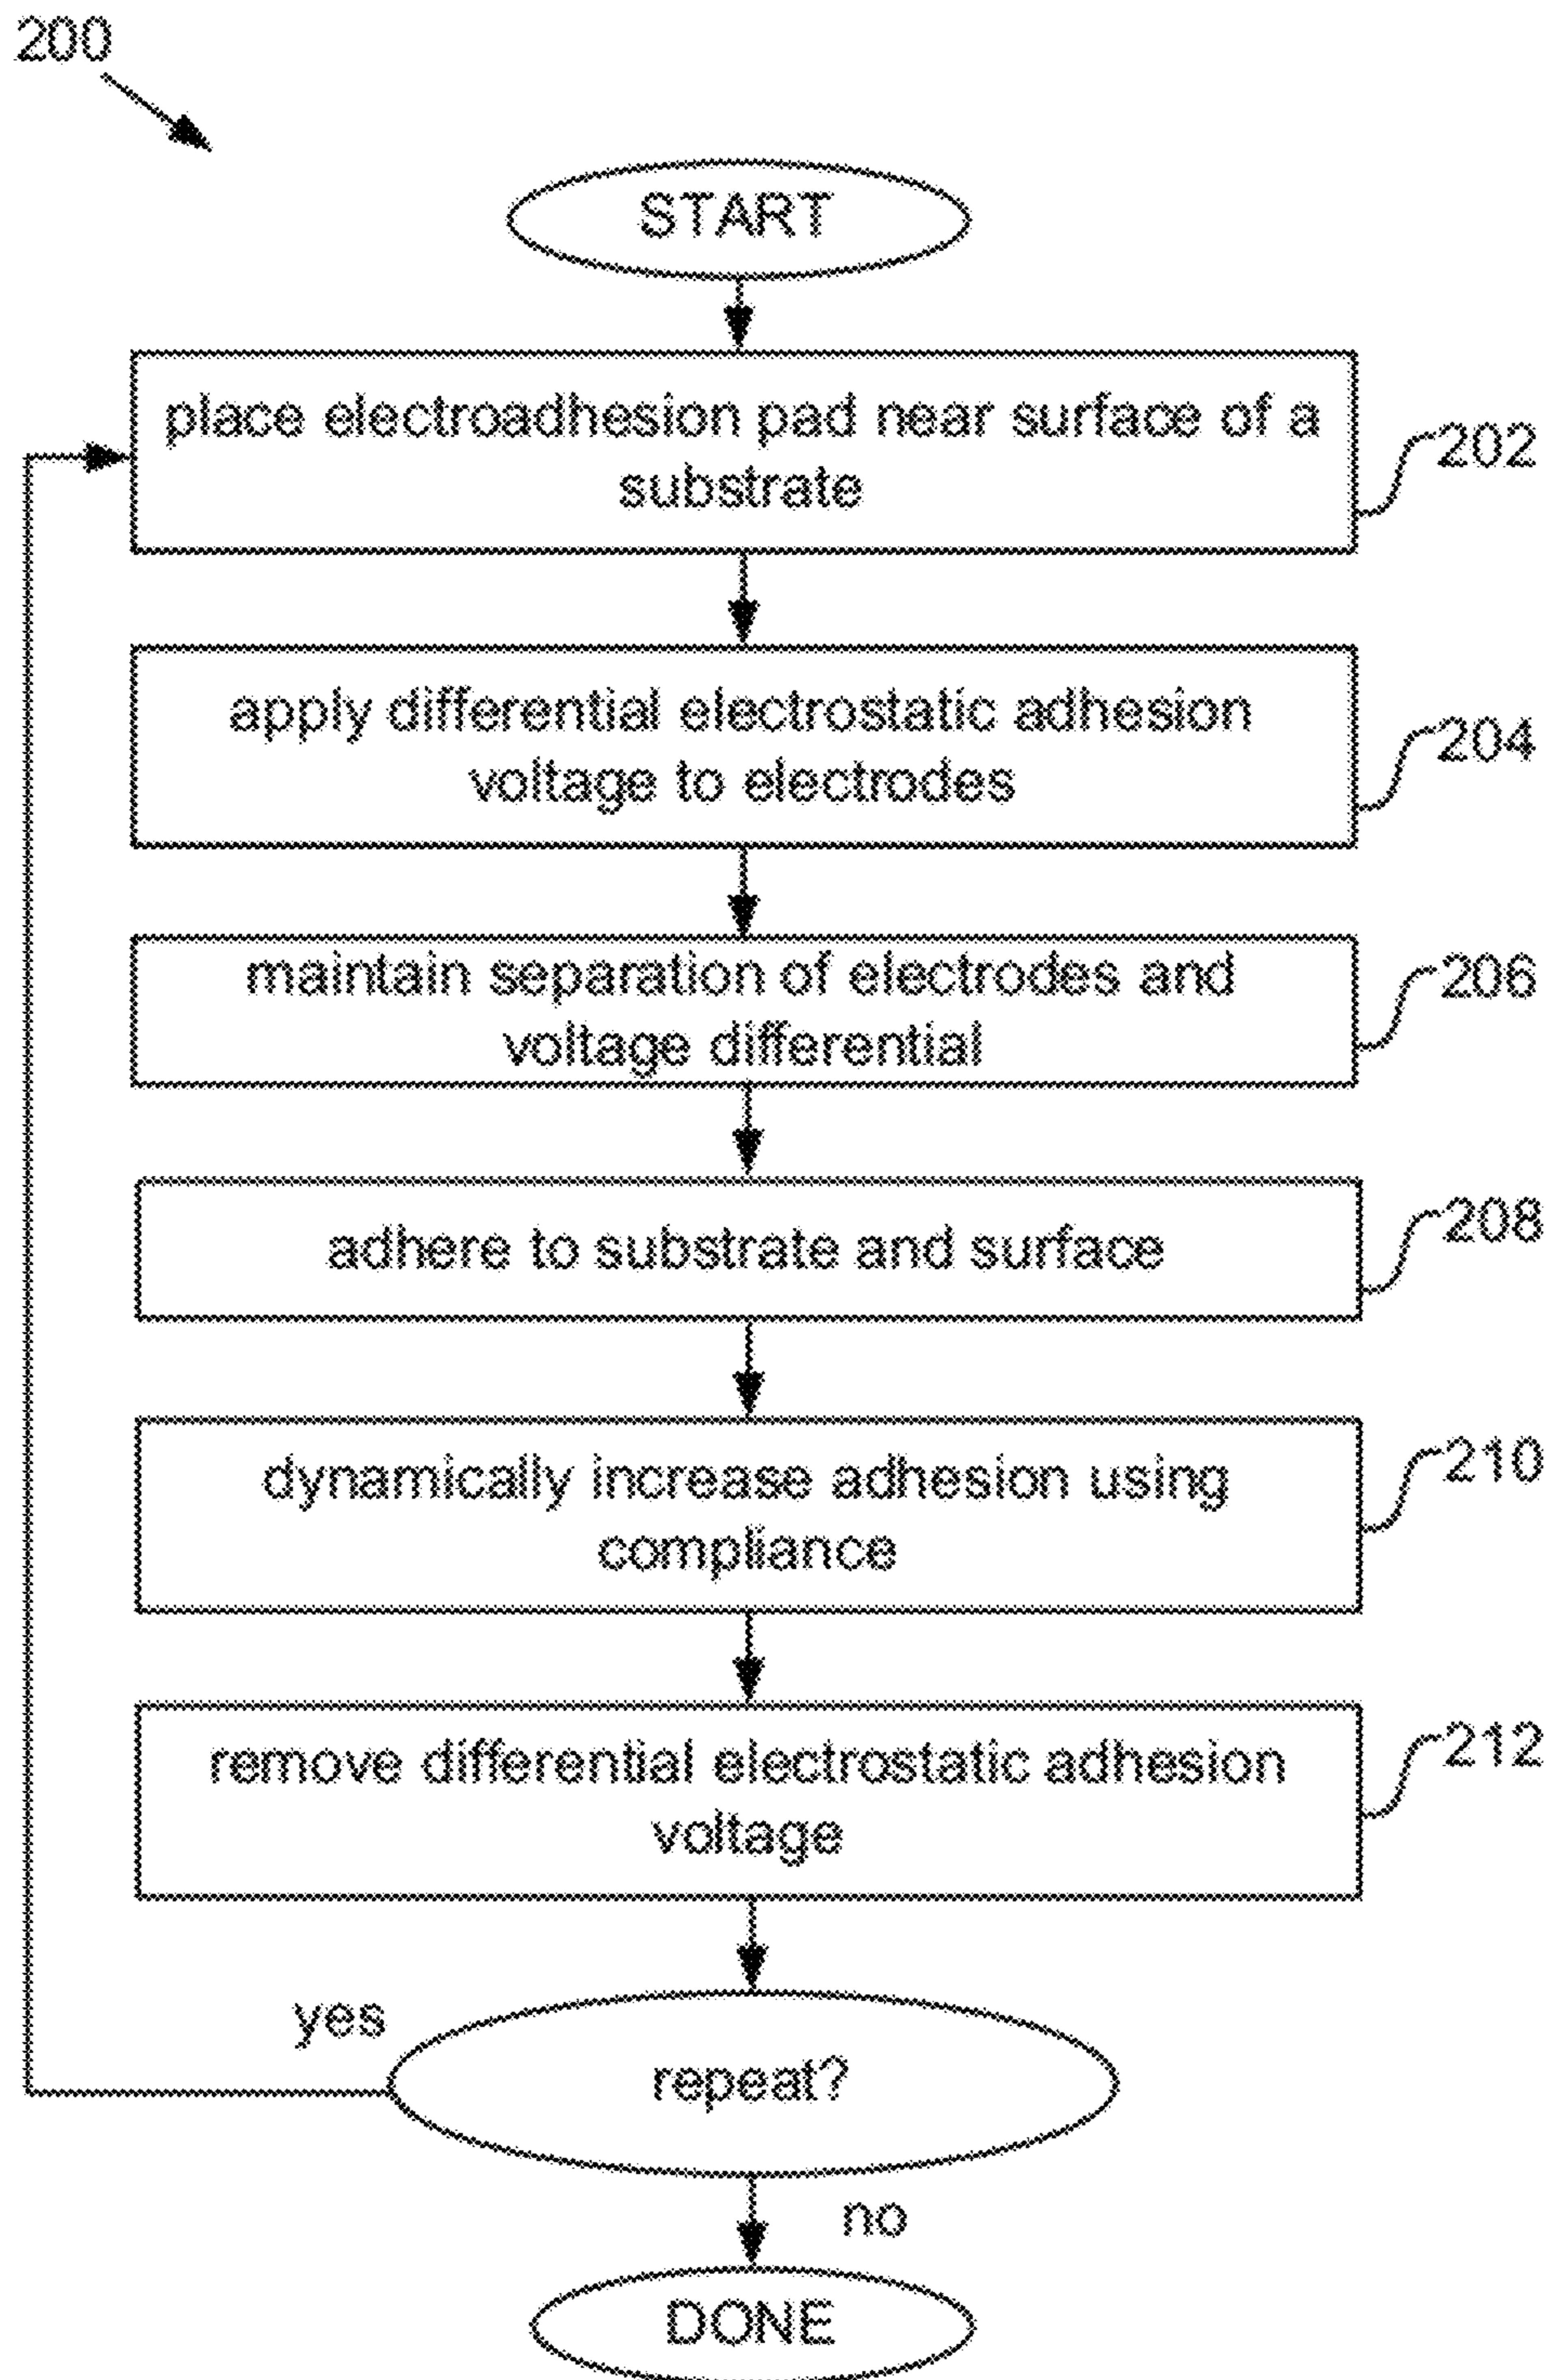 200
START
place electroadhesion pad near surface of a
substrate
202
apply differential electrostatic adhesion
voltage to electrodes
204
maintain separation of electrodes and
voltage differential
206
adhere to substrate and surface
208
dynamically increase adhesion using
compliance
210
remove differential electrostatic adhesion
voltage
212
yes
repeat?
no
DONE